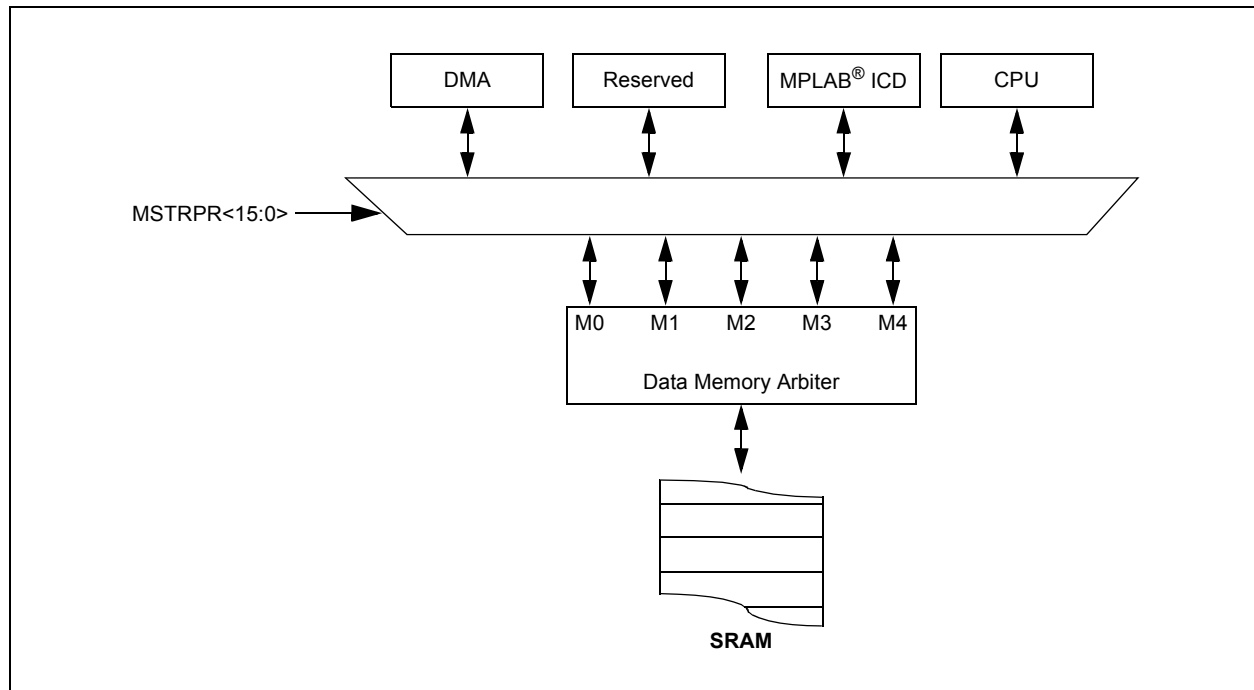 DMA
Reserved
MPLAB® ICD
CPU
MSTRPR<15:0>
M0 M1 M2 M3 M4
Data Memory Arbiter
SRAM